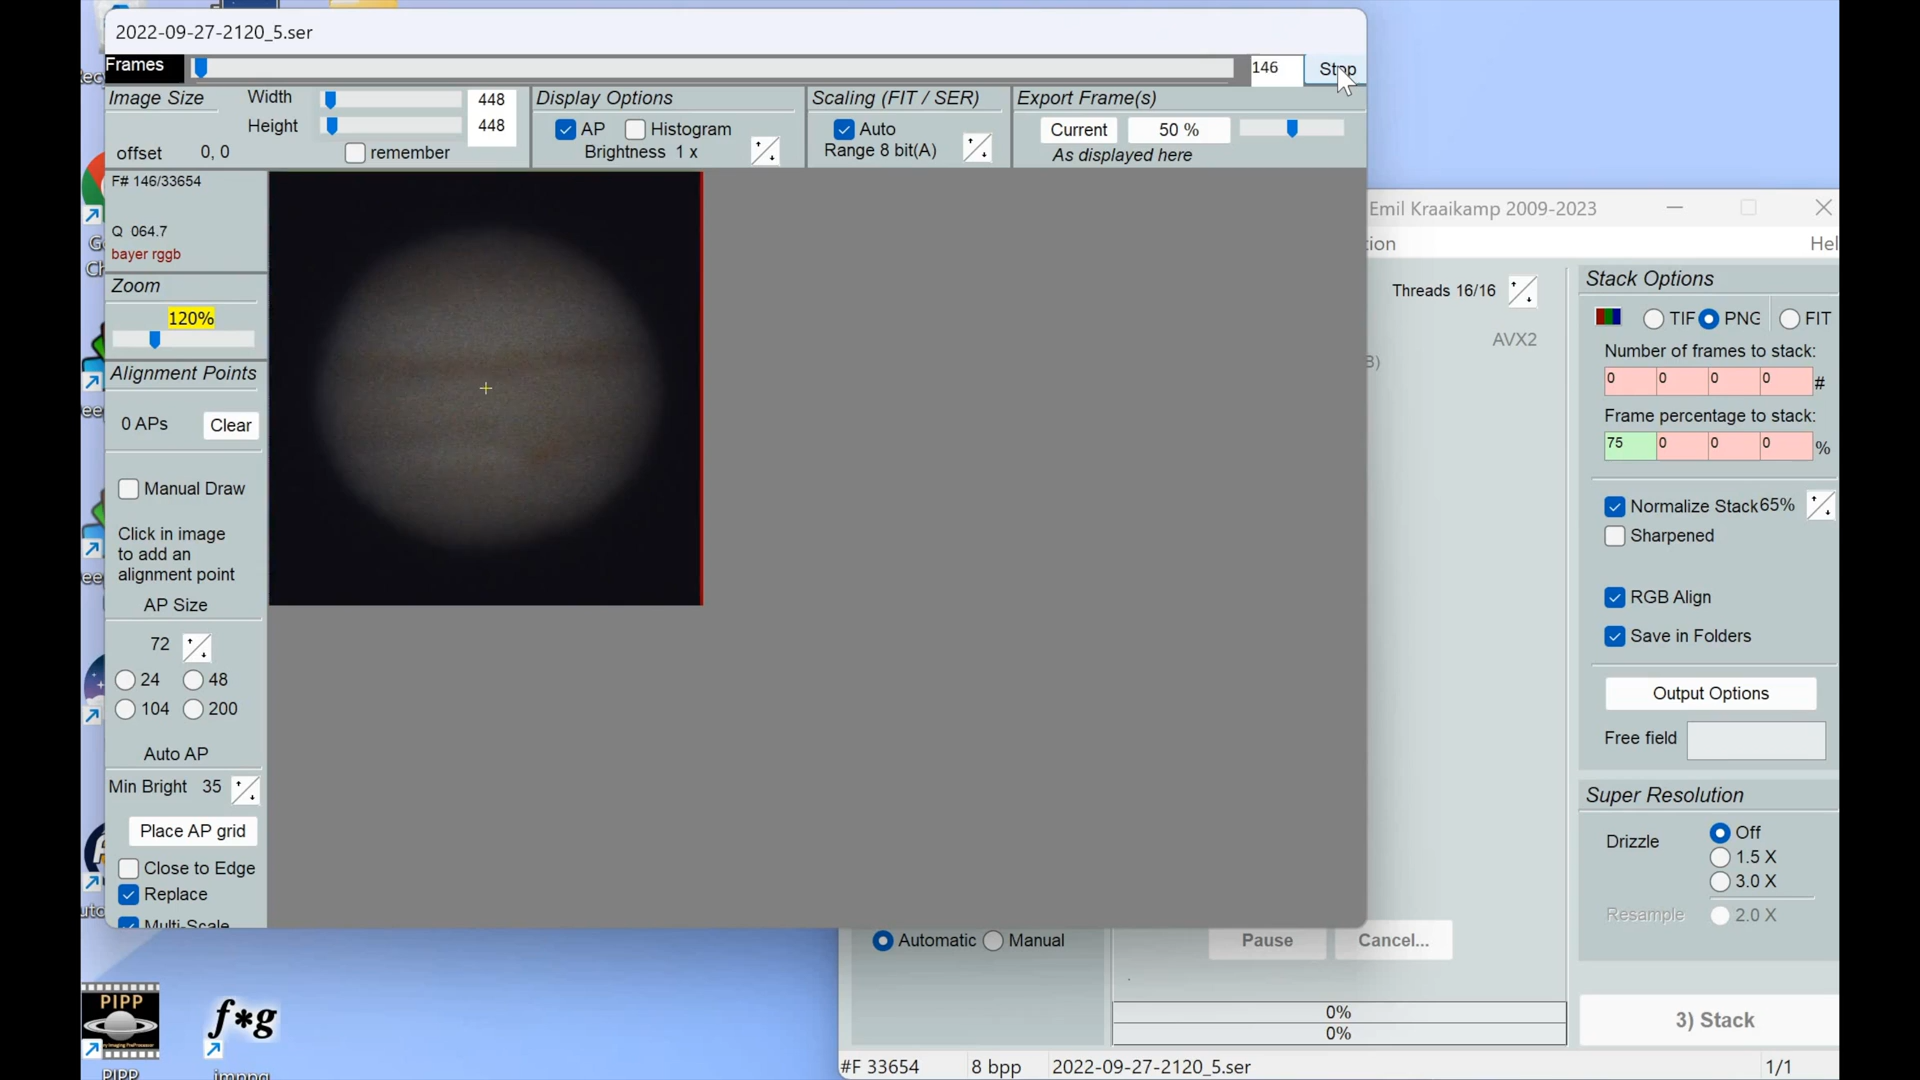 2022-09-27-2120_5.ser
Frames
146
Stop
Image Size
Width
448
Height
448
offset 0, 0
remember
Display Options
AP
Histogram
Brightness 1 x
Scaling (FIT / SER)
Auto
Range 8 bit(A)
Export Frame(s)
Current
50 %
As displayed here
F# 146/33654
Q 064.7
bayer rggb
Zoom
120%
Alignment Points
0 APs
Clear
Manual Draw
Click in image
to add an
alignment point
AP Size
72
24
48
104
200
Auto AP
Min Bright 35
Place AP grid
Close to Edge
Replace
Multi-Scale
Emil Kraaikamp 2009-2023
Hel
Threads 16/16
AVX2
Stack Options
TIF
PNG
FIT
Number of frames to stack:
0 0 0 0 #
Frame percentage to stack:
75 0 0 0 %
Normalize Stack 65%
Sharpened
RGB Align
Save in Folders
Output Options
Free field
Super Resolution
Drizzle
Off
1.5 X
3.0 X
Resample
2.0 X
Automatic
Manual
Pause
Cancel...
0%
0%
3) Stack
#F 33654
8 bpp
2022-09-27-2120_5.ser
1/1
PIPP
f*g
PIPP
imppg